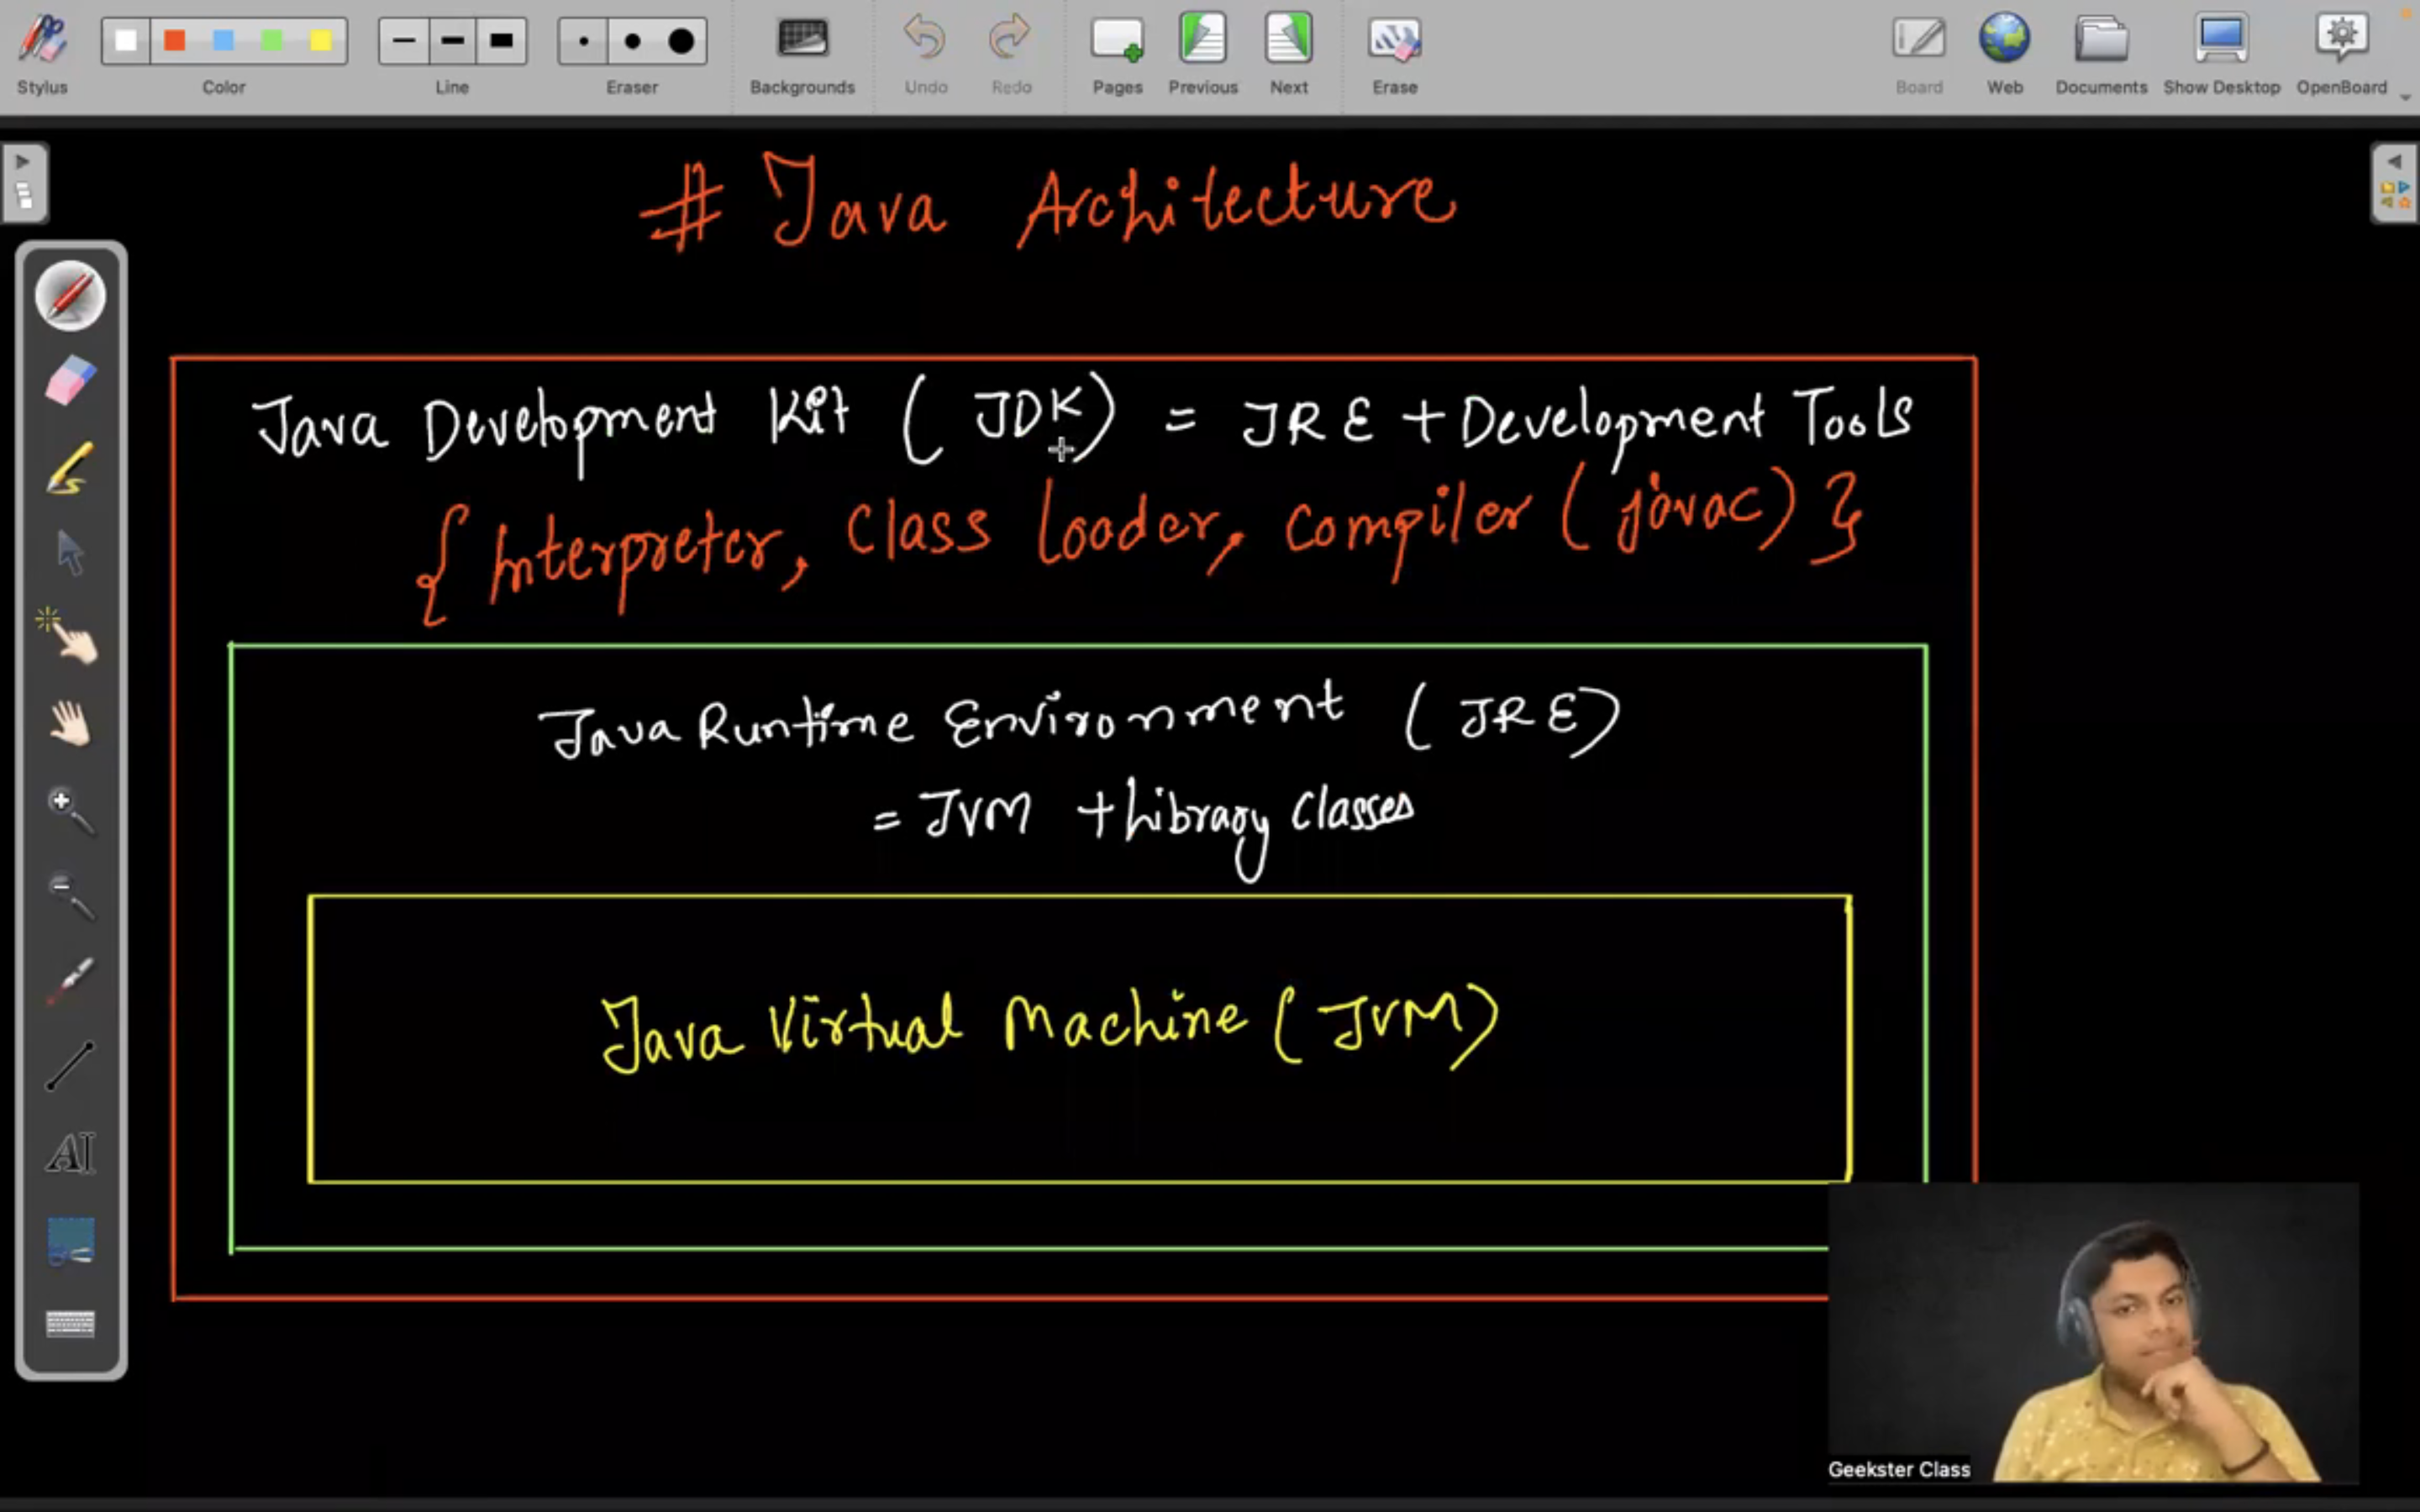 Stylus
Color
Line
Eraser
Backgrounds
Undo
Redo
Pages
Previous
Next
Erase
Board
Web
Documents
Show Desktop
OpenBoard
# Java Architecture
Java Development Kit ( JDK ) = JRE + Development Tools
{ Interpreter, class Loader, Compiler ( javac ) }
Java Runtime Environment ( JRE )
= JVM + Library Classes
Java Virtual Machine ( JVM )
AI
Geekster Class